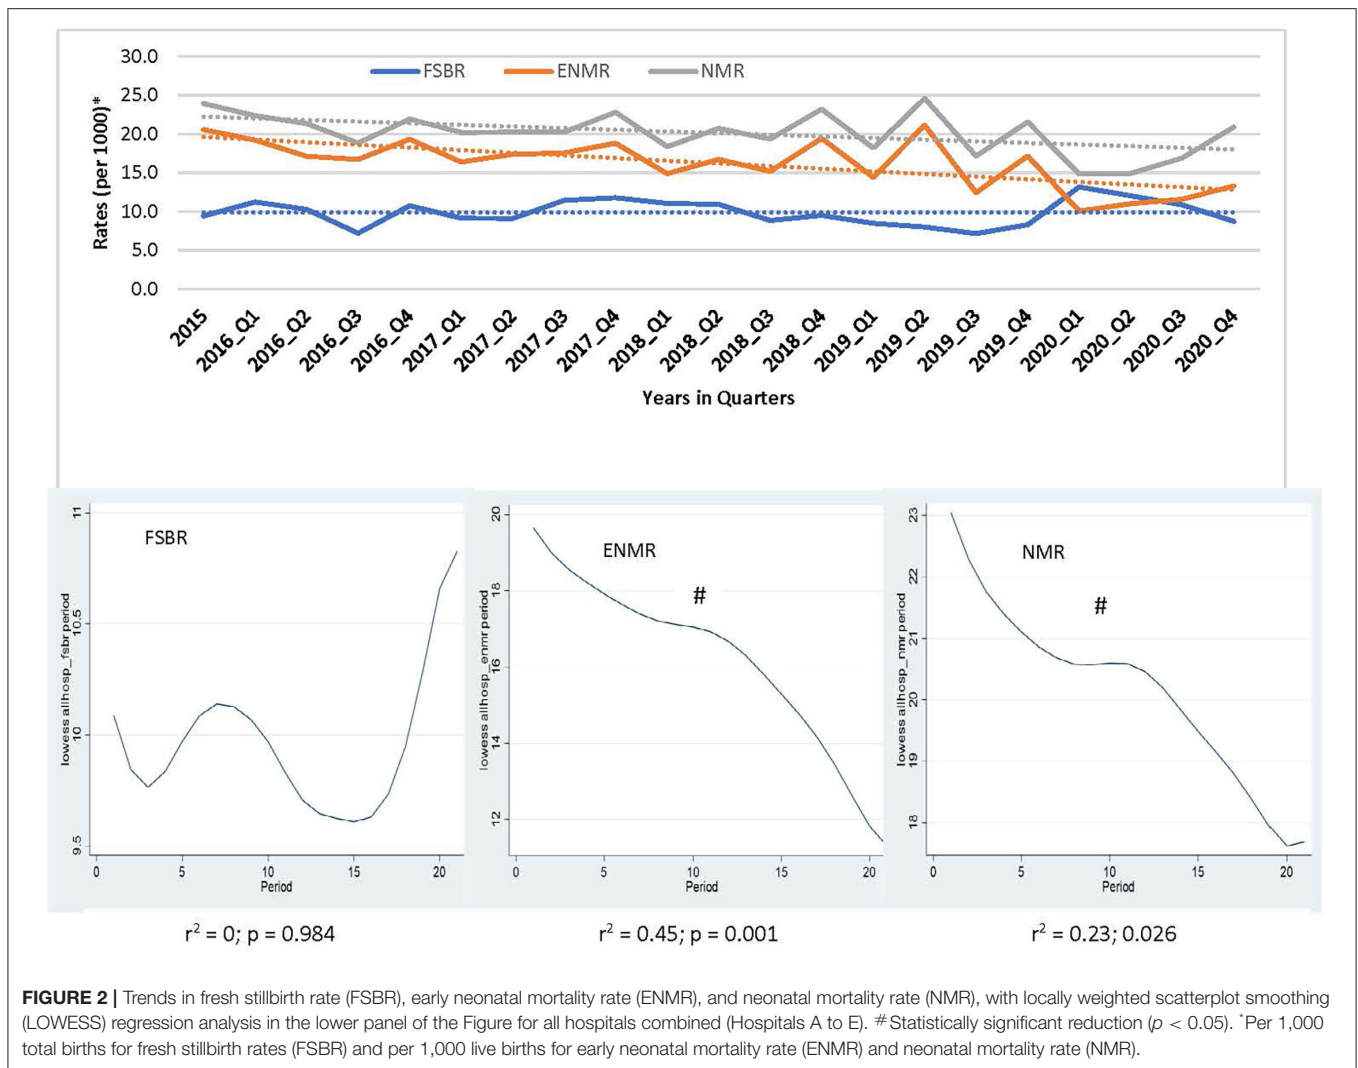 30.0
25.0
20.0
15.0
10.0
5.0
0.0
Rates (per 1000)*
FSBR
ENMR
NMR
2015
2016_Q1
2016_Q2
2016_Q3
2016_Q4
2017_Q1
2017_Q2
2017_Q3
2017_Q4
2018_Q1
2018_Q2
2018_Q3
2018_Q4
2019_Q1
2019_Q2
2019_Q3
2019_Q4
2020_Q1
2020_Q2
2020_Q3
2020_Q4
Years in Quarters
FSBR
lowess allhosp_fsbr period
11
10.5
10
9.5
0 5 10 15 20
Period
r² = 0; p = 0.984
ENMR
#
lowess allhosp_enmr period
20
18
16
14
12
0 5 10 15 20
Period
r² = 0.45; p = 0.001
NMR
#
lowess allhosp_nmr period
23
22
21
20
19
18
0 5 10 15 20
Period
r² = 0.23; 0.026
FIGURE 2 | Trends in fresh stillbirth rate (FSBR), early neonatal mortality rate (ENMR), and neonatal mortality rate (NMR), with locally weighted scatterplot smoothing
(LOWESS) regression analysis in the lower panel of the Figure for all hospitals combined (Hospitals A to E). #Statistically significant reduction (p < 0.05). *Per 1,000
total births for fresh stillbirth rates (FSBR) and per 1,000 live births for early neonatal mortality rate (ENMR) and neonatal mortality rate (NMR).